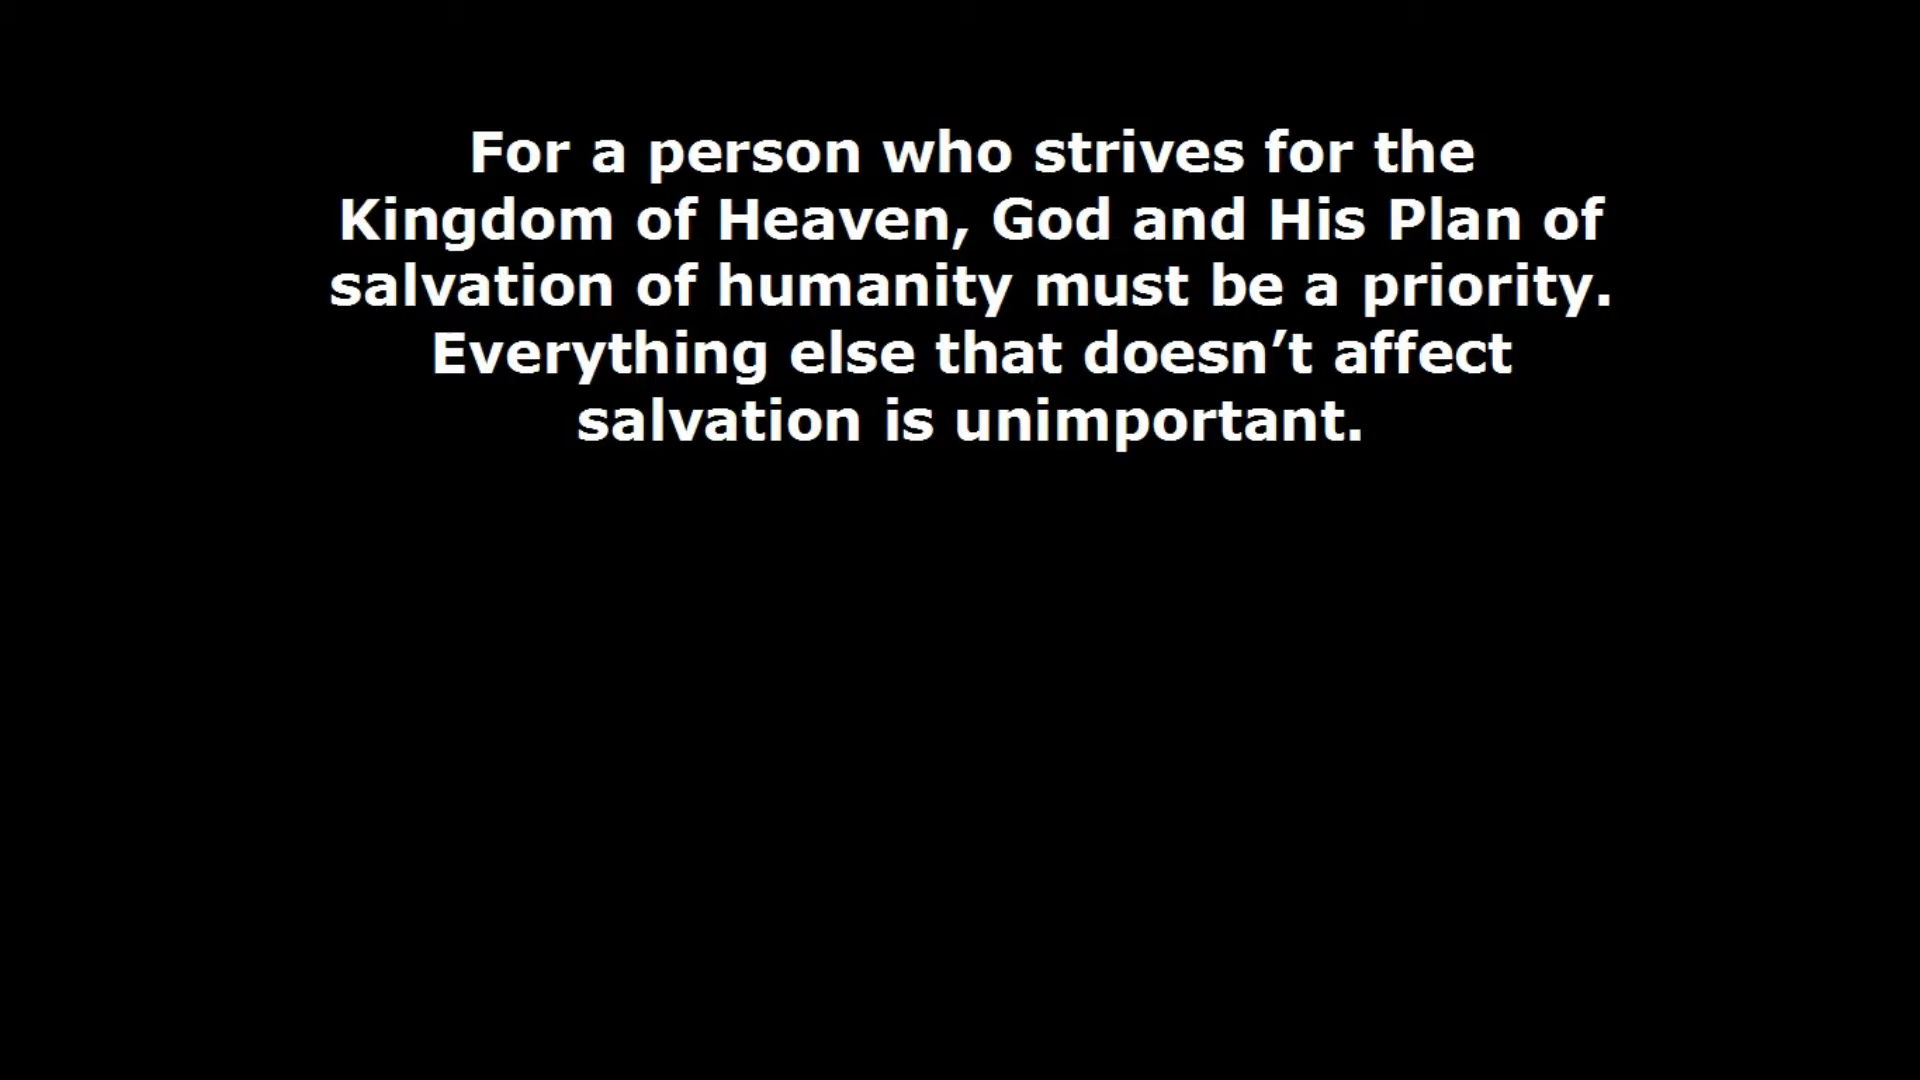 For a person who strives for the
Kingdom of Heaven, God and His Plan of
salvation of humanity must be a priority.
Everything else that doesn’t affect
salvation is unimportant.